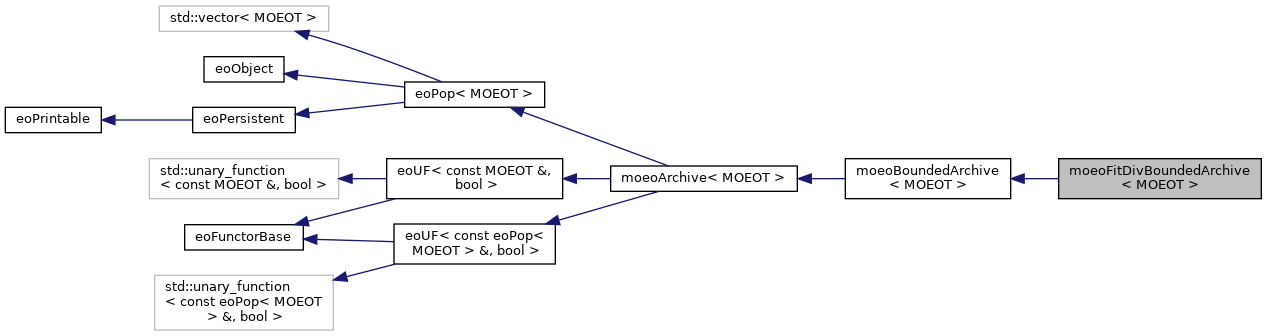 std::vector< MOEOT >
eoObject
eoPop< MOEOT >
eoPrintable
eoPersistent
std::unary_function
< const MOEOT &, bool >
eoUF< const MOEOT &,
bool >
moeoArchive< MOEOT >
moeoBoundedArchive
< MOEOT >
moeoFitDivBoundedArchive
< MOEOT >
eoFunctorBase
eoUF< const eoPop<
MOEOT > &, bool >
std::unary_function
< const eoPop< MOEOT
> &, bool >